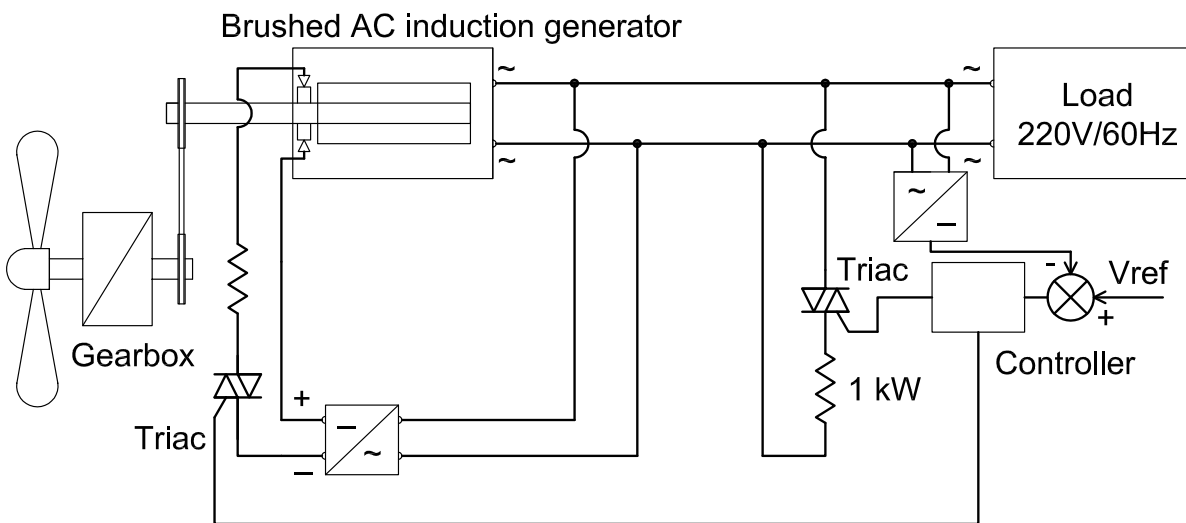 Brushed AC induction generator
~
~
~
~
Load
220V/60Hz
~
–
-
Triac
Vref
+
Gearbox
Controller
1 kW
+
–
~
Triac
–